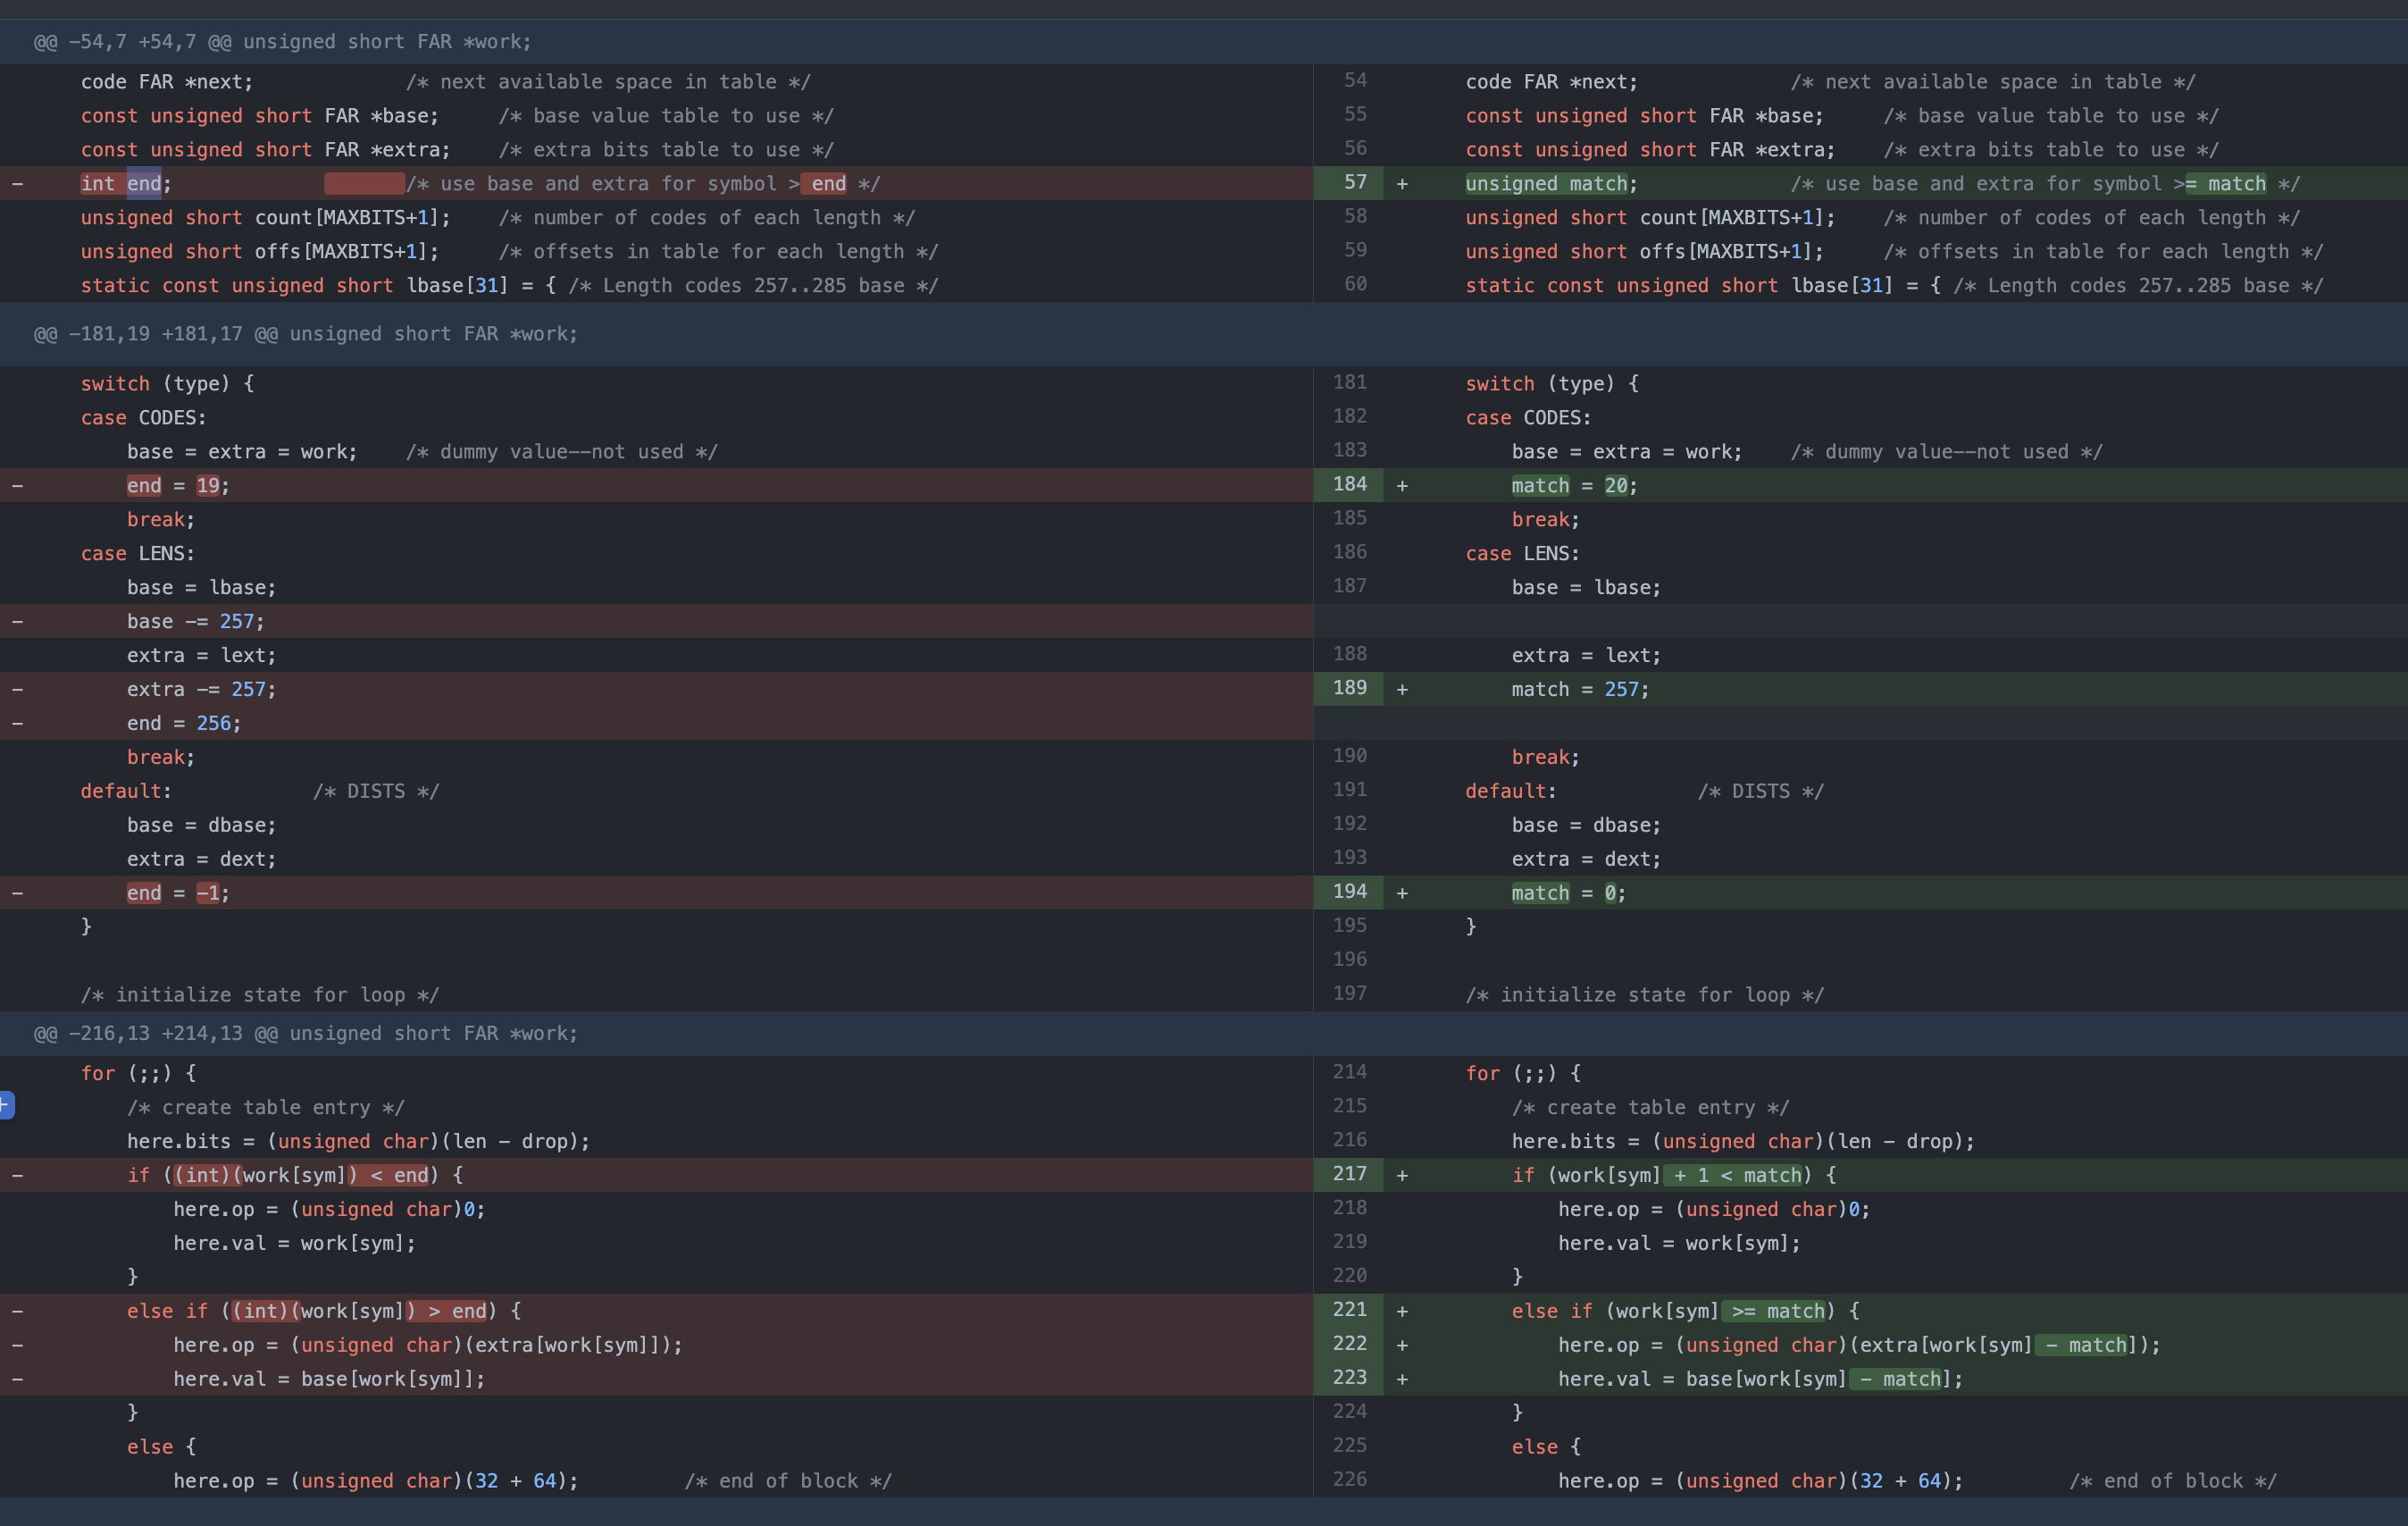 @@ -54,7 +54,7 @@ unsigned short FAR *work;
    code FAR *next;             /* next available space in table */
    const unsigned short FAR *base;     /* base value table to use */
    const unsigned short FAR *extra;    /* extra bits table to use */
-    int end;                    /* use base and extra for symbol > end */
    unsigned short count[MAXBITS+1];    /* number of codes of each length */
    unsigned short offs[MAXBITS+1];     /* offsets in table for each length */
    static const unsigned short lbase[31] = { /* Length codes 257..285 base */
54     code FAR *next;             /* next available space in table */
55     const unsigned short FAR *base;     /* base value table to use */
56     const unsigned short FAR *extra;    /* extra bits table to use */
57 +   unsigned match;             /* use base and extra for symbol >= match */
58     unsigned short count[MAXBITS+1];    /* number of codes of each length */
59     unsigned short offs[MAXBITS+1];     /* offsets in table for each length */
60     static const unsigned short lbase[31] = { /* Length codes 257..285 base */
@@ -181,19 +181,17 @@ unsigned short FAR *work;
    switch (type) {
    case CODES:
        base = extra = work;    /* dummy value--not used */
-        end = 19;
        break;
    case LENS:
        base = lbase;
-        base -= 257;
        extra = lext;
-        extra -= 257;
-        end = 256;
        break;
    default:            /* DISTS */
        base = dbase;
        extra = dext;
-        end = -1;
    }
    /* initialize state for loop */
181     switch (type) {
182     case CODES:
183         base = extra = work;    /* dummy value--not used */
184 +       match = 20;
185         break;
186     case LENS:
187         base = lbase;
188         extra = lext;
189 +       match = 257;
190         break;
191     default:            /* DISTS */
192         base = dbase;
193         extra = dext;
194 +       match = 0;
195     }
196
197     /* initialize state for loop */
@@ -216,13 +214,13 @@ unsigned short FAR *work;
    for (;;) {
        /* create table entry */
        here.bits = (unsigned char)(len - drop);
-        if ((int)(work[sym]) < end) {
            here.op = (unsigned char)0;
            here.val = work[sym];
        }
-        else if ((int)(work[sym]) > end) {
-            here.op = (unsigned char)(extra[work[sym]]);
-            here.val = base[work[sym]];
        }
        else {
            here.op = (unsigned char)(32 + 64);         /* end of block */
214     for (;;) {
215         /* create table entry */
216         here.bits = (unsigned char)(len - drop);
217 +       if (work[sym] + 1 < match) {
218             here.op = (unsigned char)0;
219             here.val = work[sym];
220         }
221 +       else if (work[sym] >= match) {
222 +           here.op = (unsigned char)(extra[work[sym] - match]);
223 +           here.val = base[work[sym] - match];
224         }
225         else {
226             here.op = (unsigned char)(32 + 64);         /* end of block */